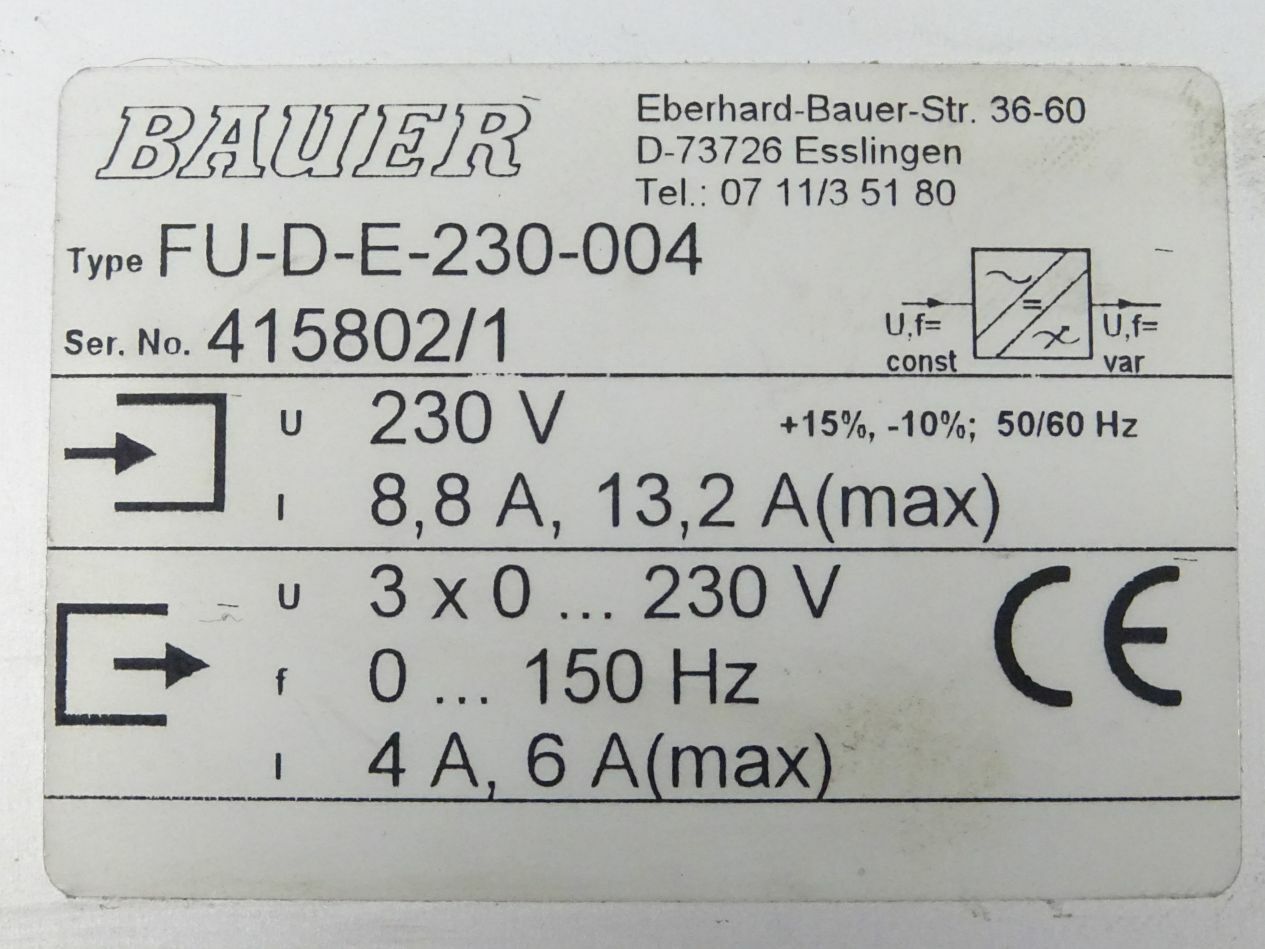 BAUER
Eberhard-Bauer-Str. 36-60
D-73726 Esslingen
Tel.: 07 11/3 51 80
Type FU-D-E-230-004
Ser. No. 415802/1
U,f=
const
=
U,f=
var
U 230 V +15%, -10%; 50/60 Hz
I 8,8 A, 13,2 A(max)
U 3 x 0 ... 230 V
f 0 ... 150 Hz
I 4 A, 6 A(max)
CE